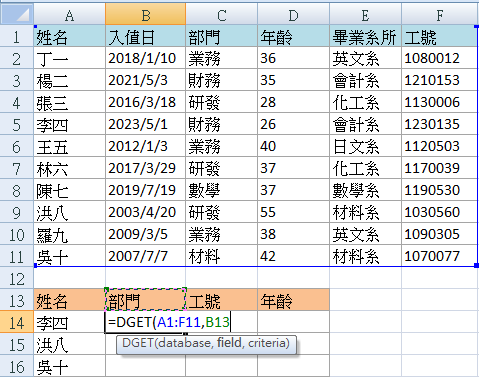 A B C D E F
1 姓名 入值日 部門 年齡 畢業系所 工號
2 丁一 2018/1/10 業務 36 英文系 1080012
3 楊二 2021/5/3 財務 35 會計系 1210153
4 張三 2016/3/18 研發 28 化工系 1130006
5 李四 2023/5/1 財務 26 會計系 1230135
6 王五 2012/1/3 業務 40 日文系 1120503
7 林六 2017/3/29 研發 37 化工系 1170039
8 陳七 2019/7/19 數學 37 數學系 1190530
9 洪八 2003/4/20 研發 55 材料系 1030560
10 羅九 2009/3/5 業務 38 英文系 1090305
11 吳十 2007/7/7 材料 42 材料系 1070077
12
13 姓名 部門 工號 年齡
14 李四 =DGET(A1:F11,B13
15 洪八 DGET(database, field, criteria)
16 吳十